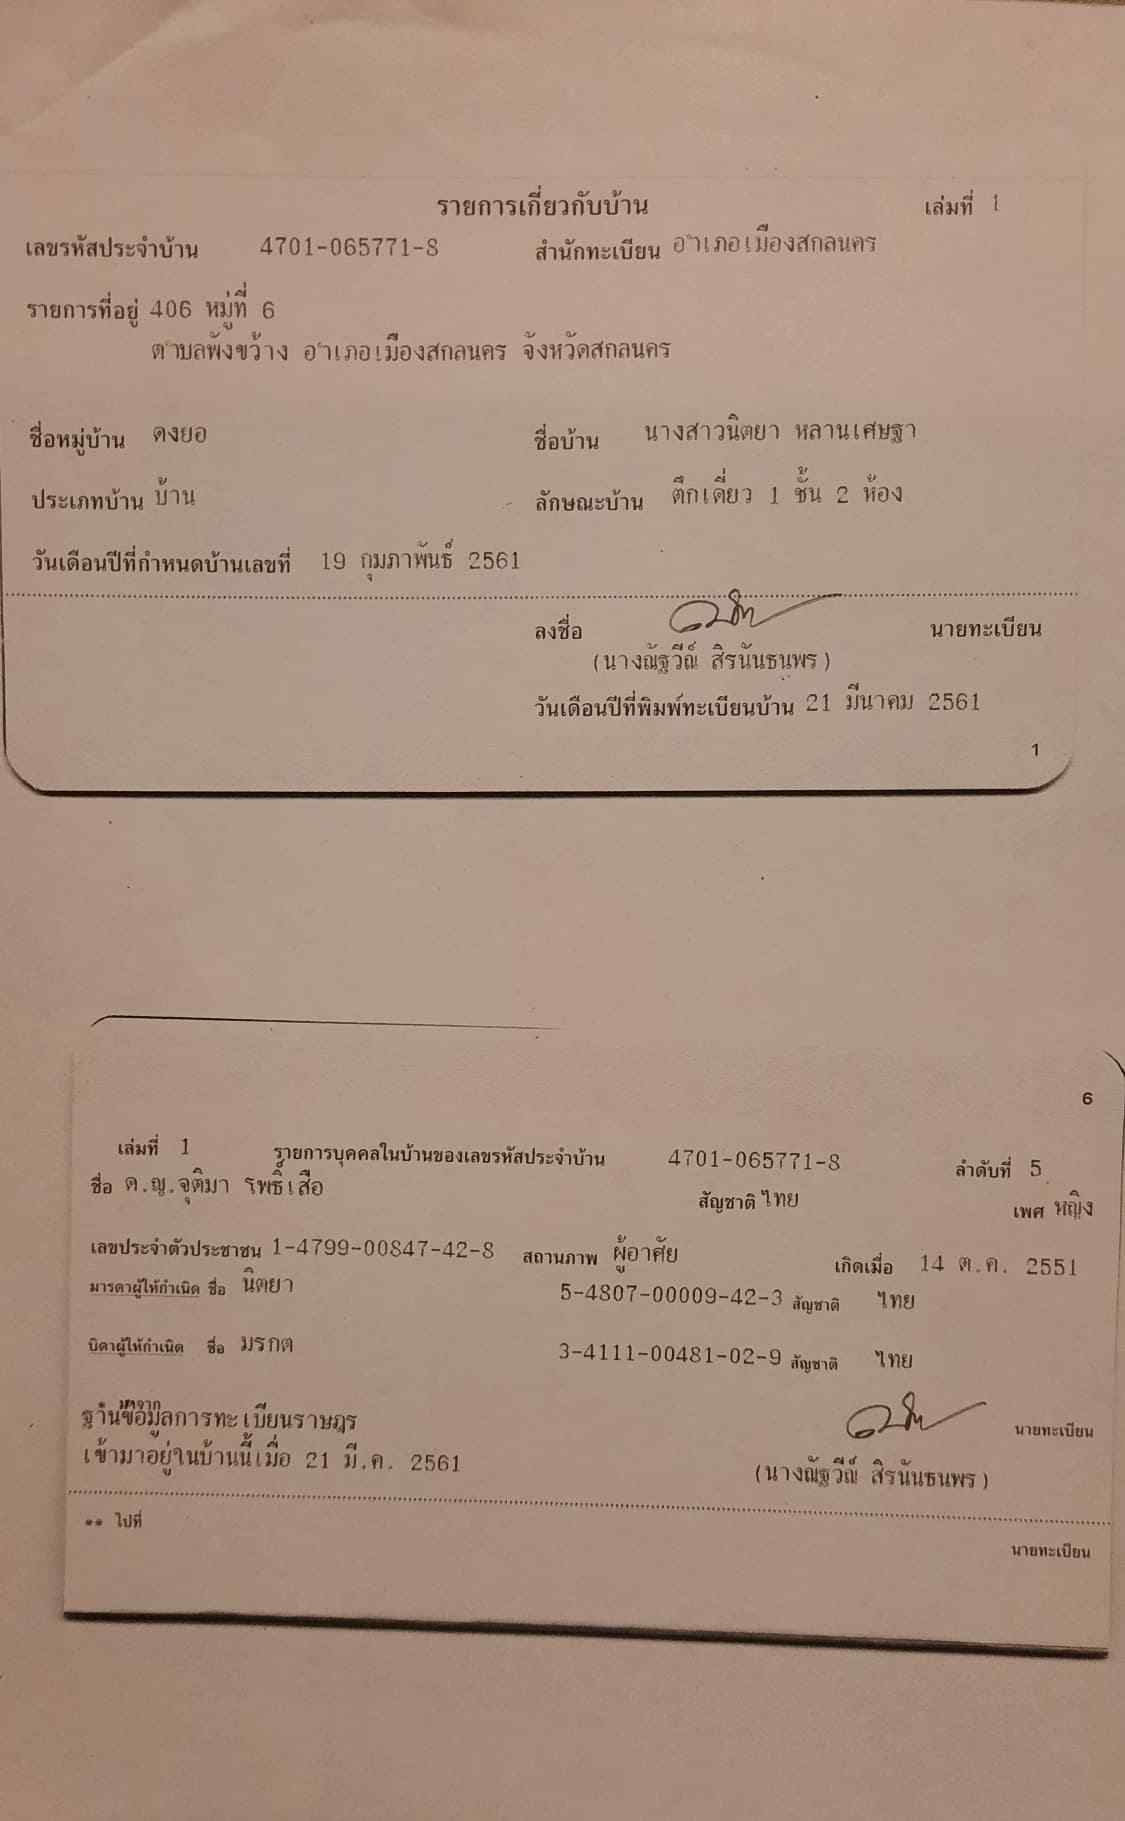 รายการเกี่ยวกับบ้าน เล่มที่ 1
เลขรหัสประจำบ้าน 4701-065771-8 สำนักทะเบียน อำเภอเมืองสกลนคร
รายการที่อยู่ 406 หมู่ที่ 6
ตำบลพังขว้าง อำเภอเมืองสกลนคร จังหวัดสกลนคร
ชื่อหมู่บ้าน ดงยอ ชื่อบ้าน นางสาวนิตยา หลานเศษฐา
ประเภทบ้าน บ้าน ลักษณะบ้าน ตึกเดี่ยว 1 ชั้น 2 ห้อง
วันเดือนปีที่กำหนดบ้านเลขที่ 19 กุมภาพันธ์ 2561
ลงชื่อ นายทะเบียน
(นางณัฐวีณ์ สิรนันธนพร)
วันเดือนปีที่พิมพ์ทะเบียนบ้าน 21 มีนาคม 2561
1
6
เล่มที่ 1 รายการบุคคลในบ้านของเลขรหัสประจำบ้าน 4701-065771-8 ลำดับที่ 5
ชื่อ ด.ญ.จุติมา โพธิ์เสือ สัญชาติ ไทย เพศ หญิง
เลขประจำตัวประชาชน 1-4799-00847-42-8 สถานภาพ ผู้อาศัย เกิดเมื่อ 14 ต.ค. 2551
มารดาผู้ให้กำเนิด ชื่อ นิตยา 5-4807-00009-42-3 สัญชาติ ไทย
บิดาผู้ให้กำเนิด ชื่อ มรกต 3-4111-00481-02-9 สัญชาติ ไทย
* มาจาก
ฐานข้อมูลการทะเบียนราษฎร นายทะเบียน
เข้ามาอยู่ในบ้านนี้เมื่อ 21 มี.ค. 2561 (นางณัฐวีณ์ สิรนันธนพร)
** ไปที่
นายทะเบียน